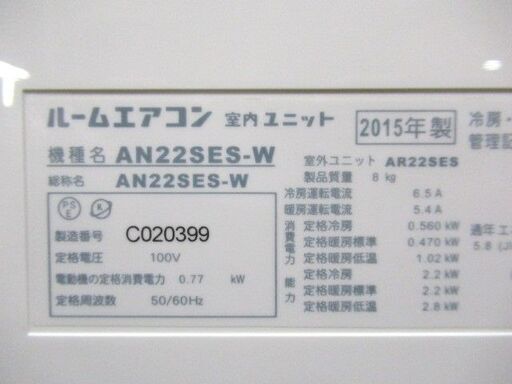 ルームエアコン 室内ユニット 2015年製
機種名 AN22SES-W
総称名 AN22SES-W
PSE
製造番号 C020399
定格電圧 100V
電動機の定格消費電力 0.77 kW
定格周波数 50/60Hz
室外ユニット AR22SES
製品質量 8 kg
冷房運転電流 6.5 A
暖房運転電流 5.4 A
消費電力
定格冷房 0.560 kW
定格暖房標準 0.470 kW
定格暖房低温 1.02 kW
能力
定格冷房 2.2 kW
定格暖房標準 2.2 kW
定格暖房低温 2.8 kW
冷房・
管理記
通年エネ
5.8 (JI